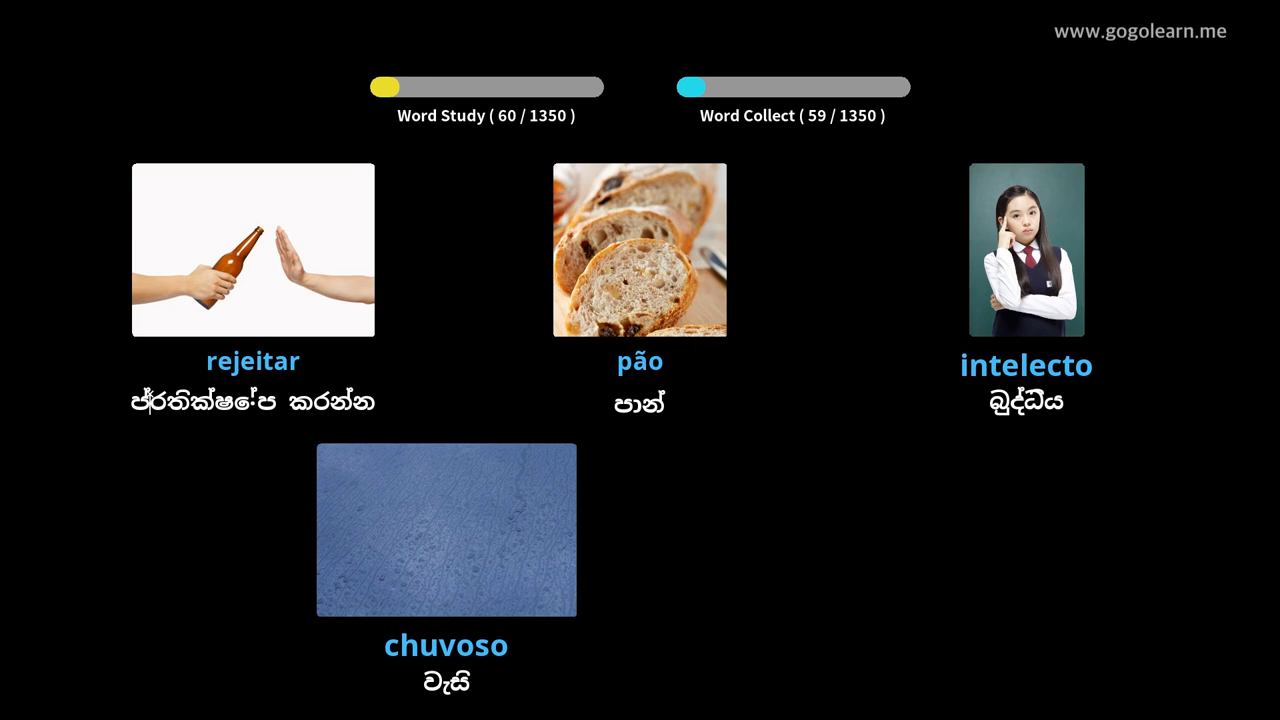 www.gogolearn.me
Word Study ( 60 / 1350 )
Word Collect ( 59 / 1350 )
rejeitar
ප්‍රතික්ෂේප කරන්න
pão
පාන්
intelecto
බුද්ධිය
chuvoso
වැසි